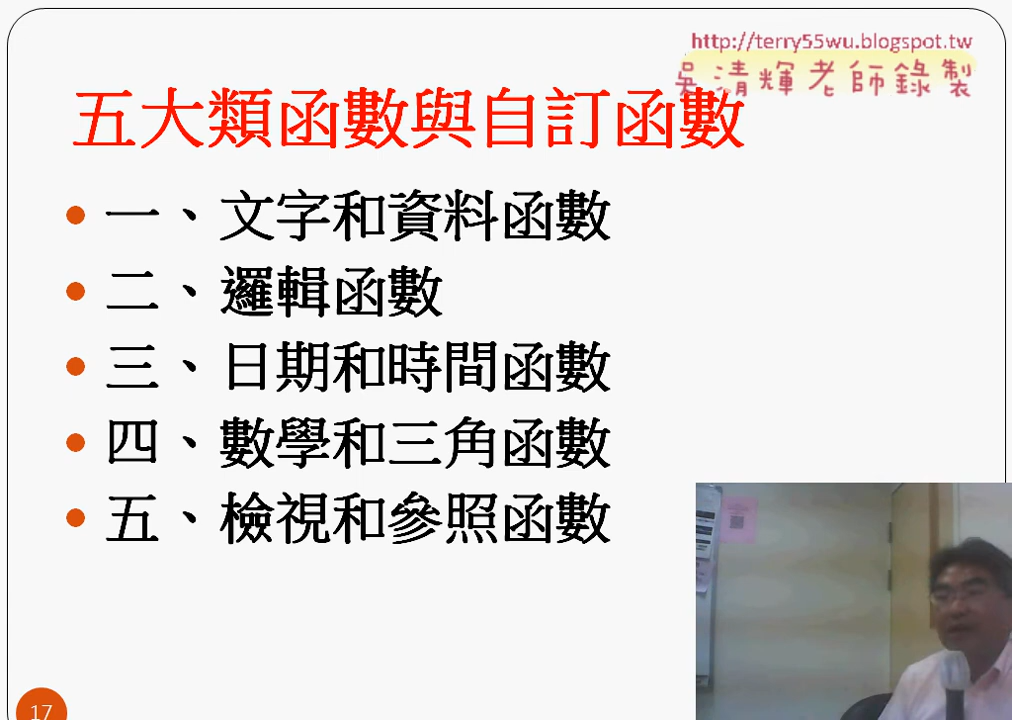 http://terry55wu.blogspot.tw
吳清輝老師錄製
五大類函數與自訂函數
一、文字和資料函數
二、邏輯函數
三、日期和時間函數
四、數學和三角函數
五、檢視和參照函數
17